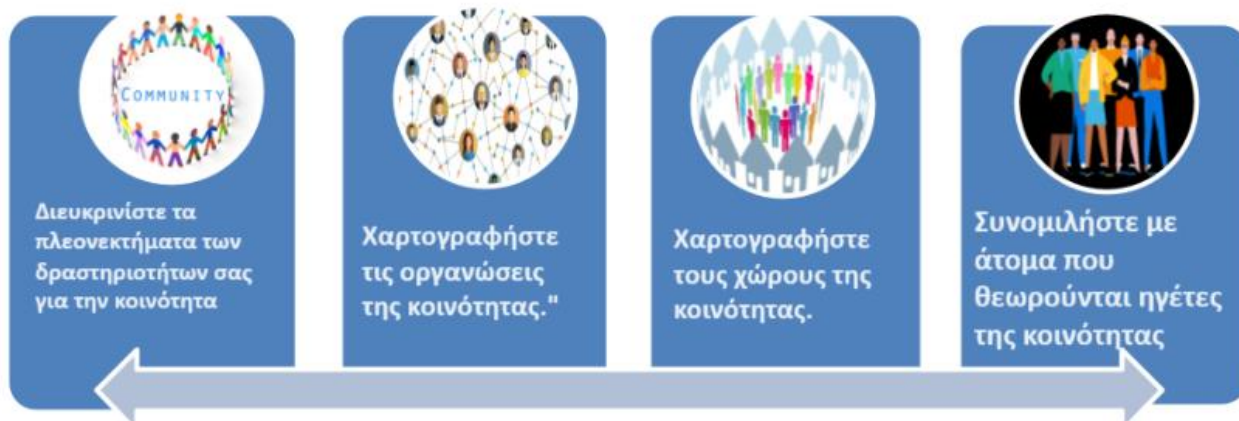 COMMUNITY
Διευκρινίστε τα
πλεονεκτήματα των
δραστηριοτήτων σας
για την κοινότητα
Χαρτογραφήστε
τις οργανώσεις
της κοινότητας."
Χαρτογραφήστε
τους χώρους της
κοινότητας.
Συνομιλήστε με
άτομα που
θεωρούνται ηγέτες
της κοινότητας